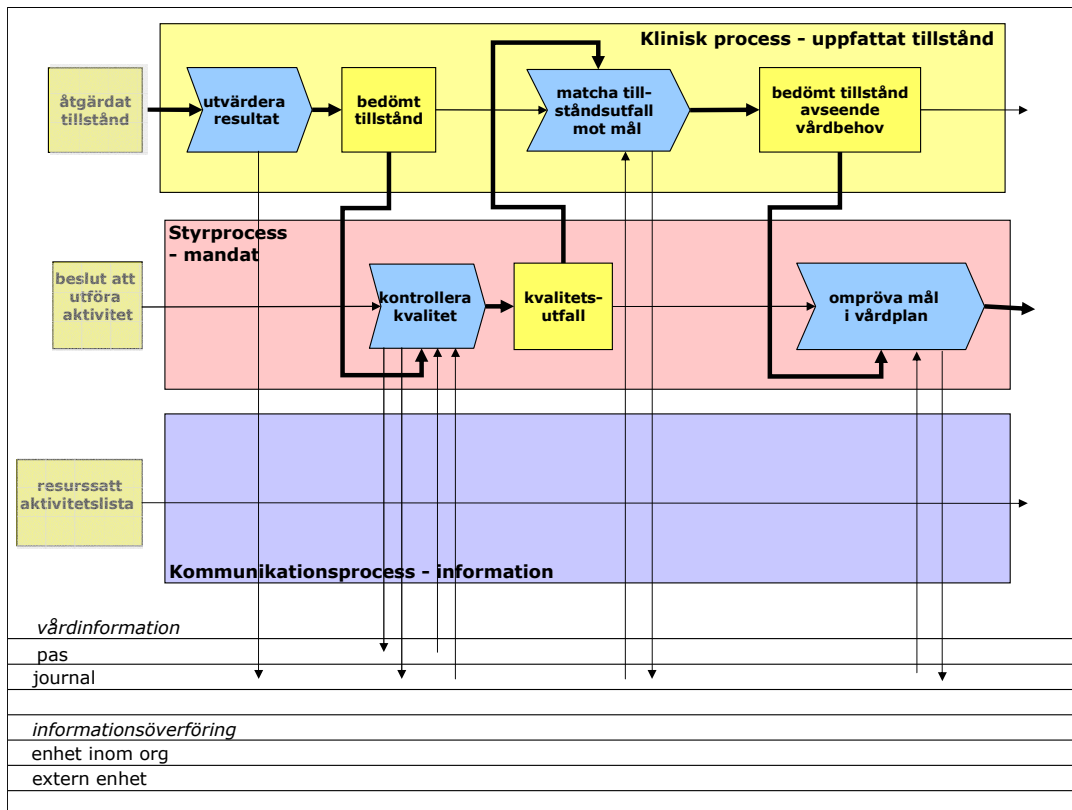 Klinisk process - uppfattat tillstånd
åtgärdat
tillstånd
utvärdera
resultat
bedömt
tillstånd
matcha till-
ståndsutfall
mot mål
bedömt tillstånd
avseende
vårdbehov
Styrprocess
- mandat
beslut att
utföra
aktivitet
kontrollera
kvalitet
kvalitets-
utfall
ompröva mål
i vårdplan
resurssatt
aktivitetslista
Kommunikationsprocess - information
vårdinformation
pas
journal
informationsöverföring
enhet inom org
extern enhet